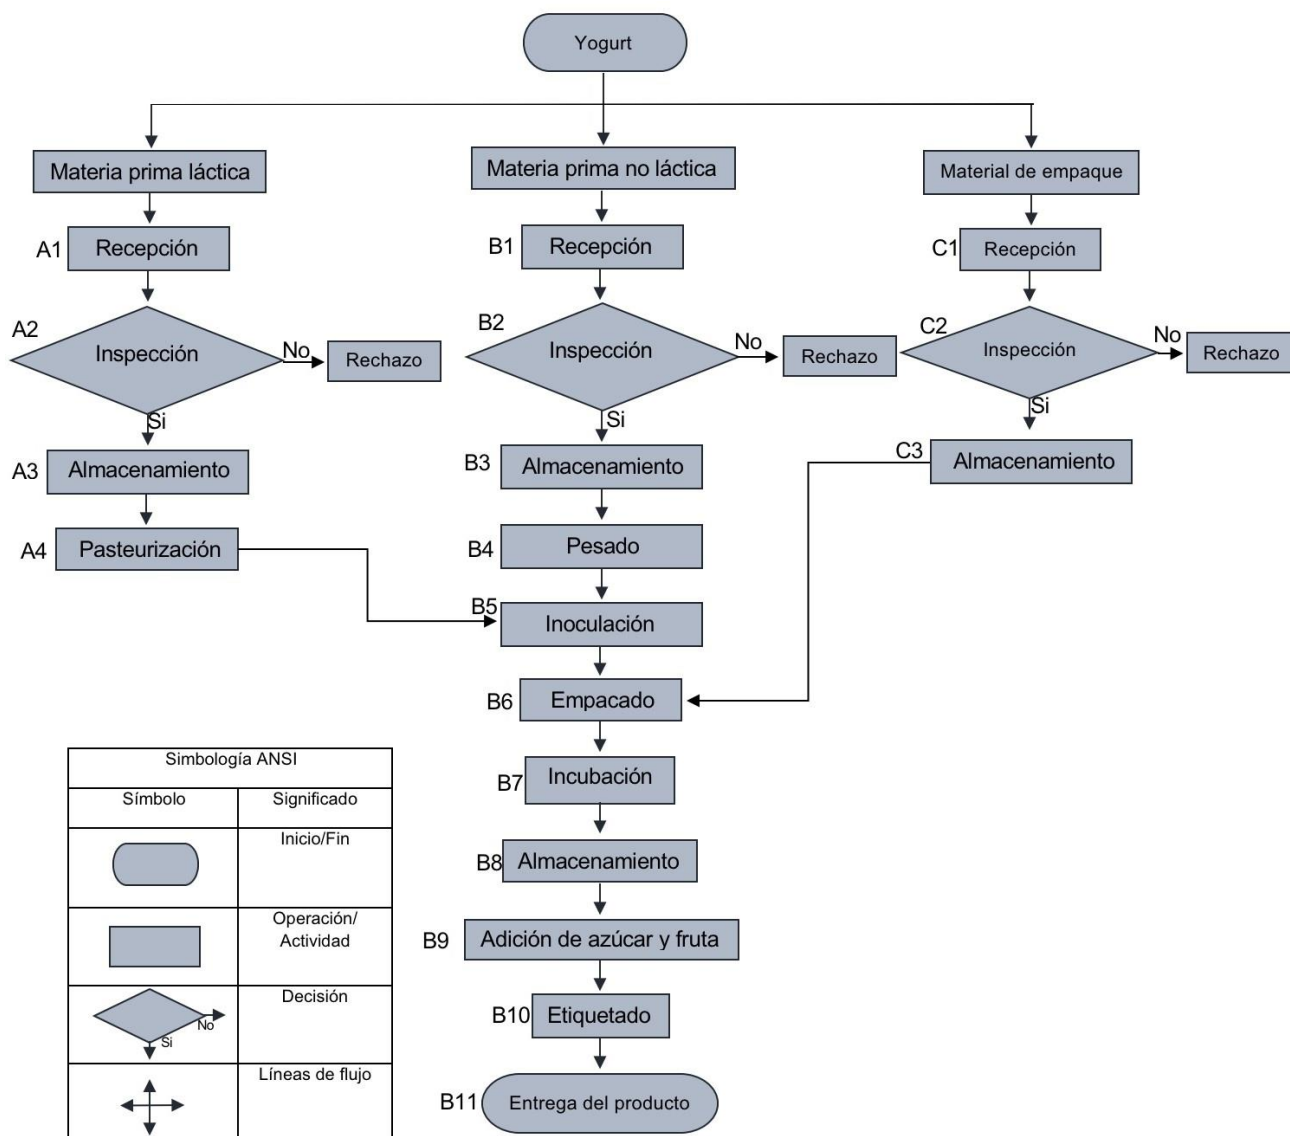 Yogurt
Materia prima láctica
Materia prima no láctica
Material de empaque
A1
Recepción
B1
Recepción
C1
Recepción
A2
Inspección
No
Rechazo
Si
B2
Inspección
No
Rechazo
Si
C2
Inspección
No
Rechazo
Si
A3
Almacenamiento
B3
Almacenamiento
C3
Almacenamiento
A4
Pasteurización
B4
Pesado
B5
Inoculación
B6
Empacado
B7
Incubación
B8
Almacenamiento
B9
Adición de azúcar y fruta
B10
Etiquetado
B11
Entrega del producto
Simbología ANSI
Símbolo
Significado
Inicio/Fin
Operación/
Actividad
Decisión
No
Si
Líneas de flujo